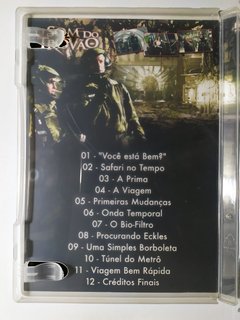 01 - "Você está Bem?"
02 - Safari no Tempo
03 - A Prima
04 - A Viagem
05 - Primeiras Mudanças
06 - Onda Temporal
07 - O Bio-Filtro
08 - Procurando Eckles
09 - Uma Simples Borboleta
10 - Túnel do Metrô
11 - Viagem Bem Rápida
12 - Créditos Finais